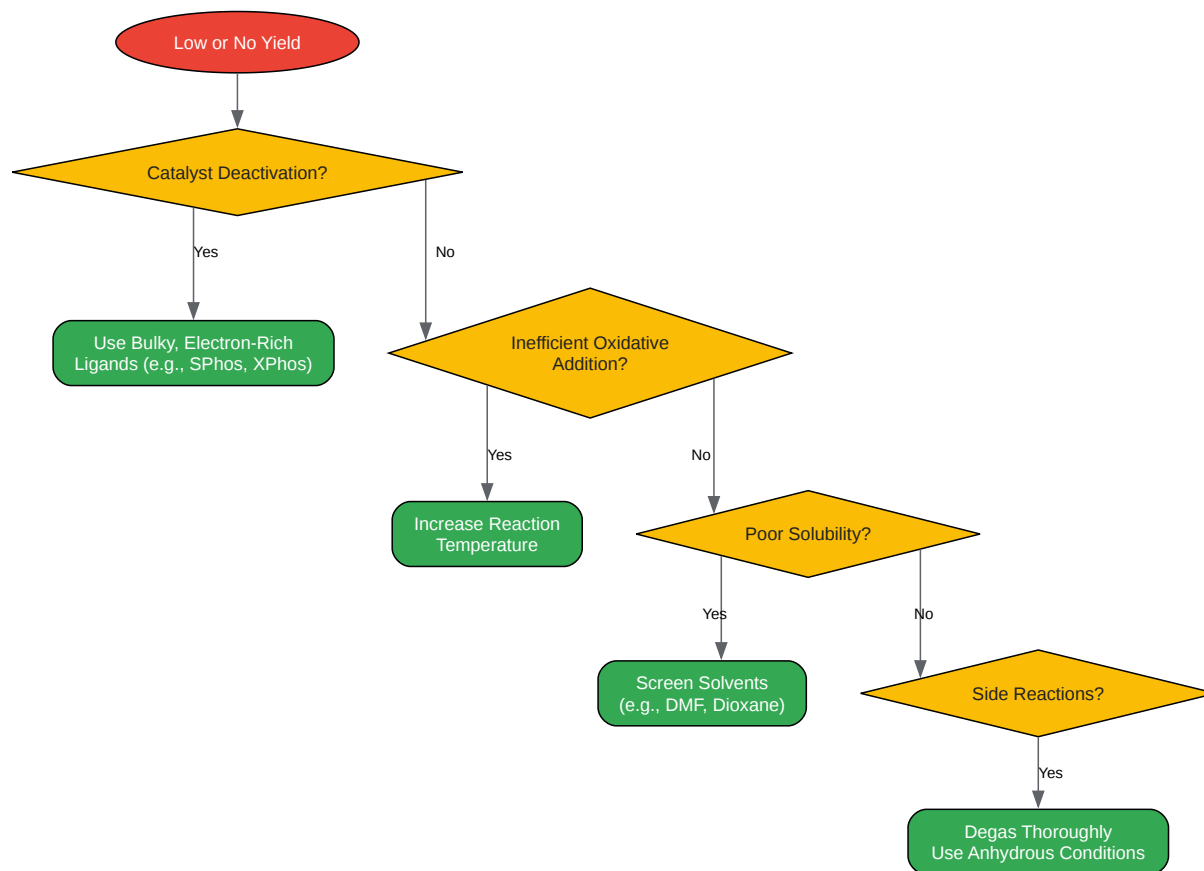 Low or No Yield
Catalyst Deactivation?
Yes
No
Use Bulky, Electron-Rich
Ligands (e.g., SPhos, XPhos)
Inefficient Oxidative
Addition?
Yes
No
Increase Reaction
Temperature
Poor Solubility?
Yes
No
Screen Solvents
(e.g., DMF, Dioxane)
Side Reactions?
Yes
Degas Thoroughly
Use Anhydrous Conditions